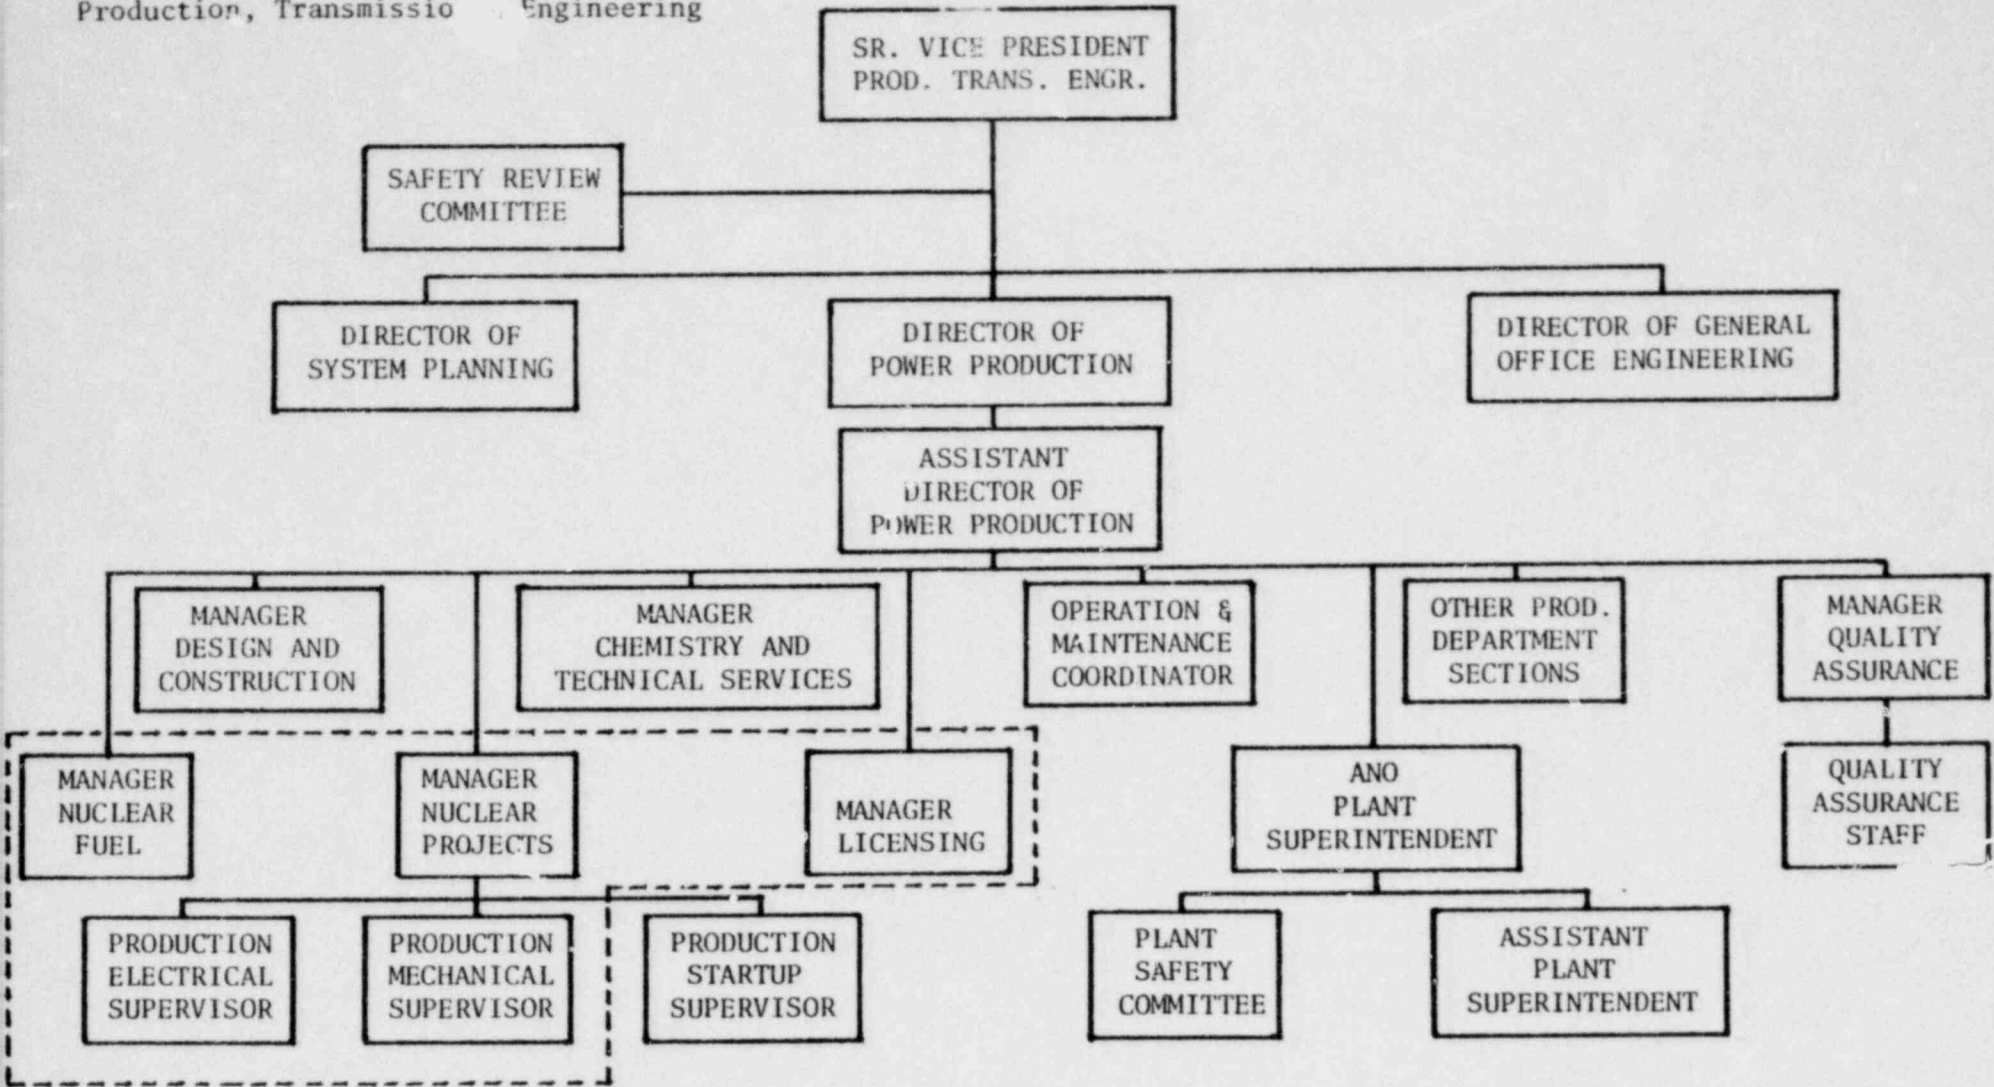 Production, Engineering
SR. VICE PRESIDENT
PROD. TRANS. ENGR.
SAFETY REVIEW
COMMITTEE
DIRECTOR OF
SYSTEM PLANNING
DIRECTOR OF
POWER PRODUCTION
DIRECTOR OF GENERAL
OFFICE ENGINEERING
ASSISTANT
DIRECTOR OF
POWER PRODUCTION
MANAGER
DESIGN AND
CONSTRUCTION
MANAGER
CHEMISTRY AND
TECHNICAL SERVICES
OPERATION &
MAINTENANCE
COORDINATOR
OTHER PROD.
DEPARTMENT
SECTIONS
MANAGER
QUALITY
ASSURANCE
MANAGER
NUCLEAR
FUEL
MANAGER
NUCLEAR
PROJECTS
MANAGER
LICENSING
ANO
PLANT
SUPERINTENDENT
QUALITY
ASSURANCE
STAFF
PRODUCTION
ELECTRICAL
SUPERVISOR
PRODUCTION
MECHANICAL
SUPERVISOR
PRODUCTION
STARTUP
SUPERVISOR
PLANT
SAFETY
COMMITTEE
ASSISTANT
PLANT
SUPERINTENDENT